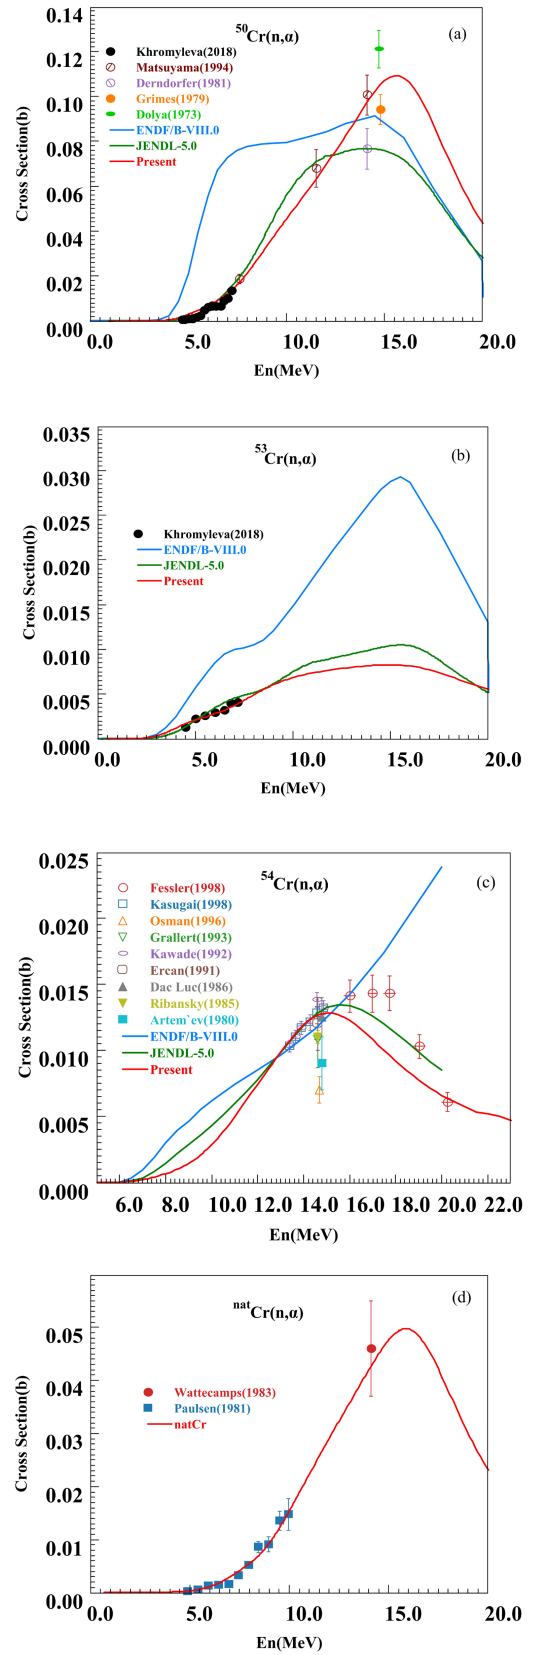 0.14
⁵⁰Cr(n,α)
(a)
0.12
Khromyleva(2018)
Matsuyama(1994)
Derndorfer(1981)
0.10
Grimes(1979)
Dolya(1973)
ENDF/B-VIII.0
0.08
JENDL-5.0
Present
0.06
0.04
0.02
0.00
Cross Section(b)
0.0 5.0 10.0 15.0 20.0
En(MeV)
0.035
⁵³Cr(n,α)
(b)
0.030
0.025
Khromyleva(2018)
ENDF/B-VIII.0
0.020
JENDL-5.0
Present
0.015
0.010
0.005
0.000
Cross Section(b)
0.0 5.0 10.0 15.0 20.0
En(MeV)
0.025
⁵⁴Cr(n,α)
(c)
Fessler(1998)
Kasugai(1998)
0.020
Osman(1996)
Grallert(1993)
Kawade(1992)
Ercan(1991)
0.015
Dac Luc(1986)
Ribansky(1985)
Artem`ev(1980)
ENDF/B-VIII.0
0.010
JENDL-5.0
Present
0.005
0.000
Cross Section(b)
6.0 8.0 10.0 12.0 14.0 16.0 18.0 20.0 22.0
En(MeV)
ⁿᵃᵗCr(n,α)
(d)
0.05
0.04
Wattecamps(1983)
Paulsen(1981)
natCr
0.03
0.02
0.01
0.00
Cross Section(b)
0.0 5.0 10.0 15.0 20.0
En(MeV)